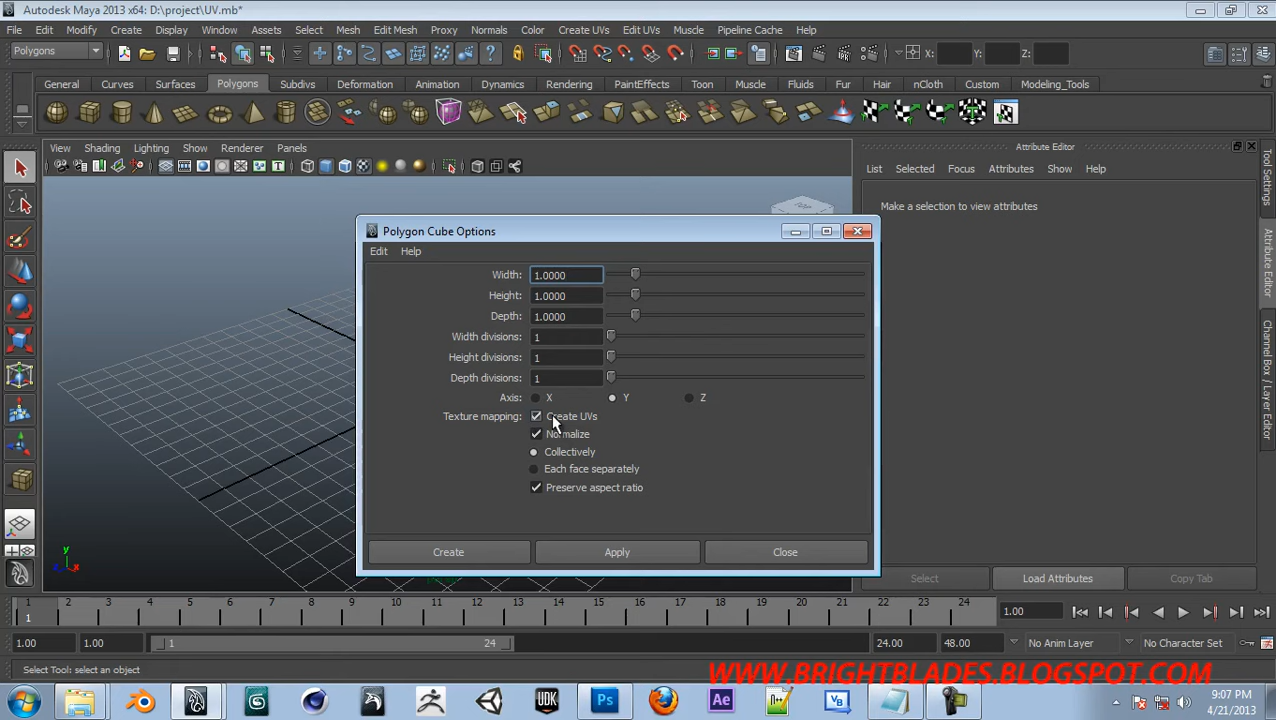 Autodesk Maya 2013 x64: D:\project\UV.mb*
File Edit Modify Create Display Window Assets Select Mesh Edit Mesh Proxy Normals Color Create UVs Edit UVs Muscle Pipeline Cache Help
Polygons X: Y: Z:
General Curves Surfaces Polygons Subdivs Deformation Animation Dynamics Rendering PaintEffects Toon Muscle Fluids Fur Hair nCloth Custom Modeling_Tools
View Shading Lighting Show Renderer Panels
Attribute Editor
List Selected Focus Attributes Show Help
Make a selection to view attributes
Tool Settings
Attribute Editor
Channel Box / Layer Editor
Polygon Cube Options
Edit Help
Width: 1.0000
Height: 1.0000
Depth: 1.0000
Width divisions: 1
Height divisions: 1
Depth divisions: 1
Axis: X Y Z
Texture mapping: Create UVs
Normalize
Collectively
Each face separately
Preserve aspect ratio
Create Apply Close
y
z x
Select Load Attributes Copy Tab
1 2 3 4 5 6 7 8 9 10 11 12 13 14 15 16 17 18 19 20 21 22 23 24
1 1.00
1.00 1.00 1 24 24.00 48.00 No Anim Layer No Character Set
Select Tool: select an object
WWW.BRIGHTBLADES.BLOGSPOT.COM
Ps UDK Ae n++ VB
9:07 PM
4/21/2013